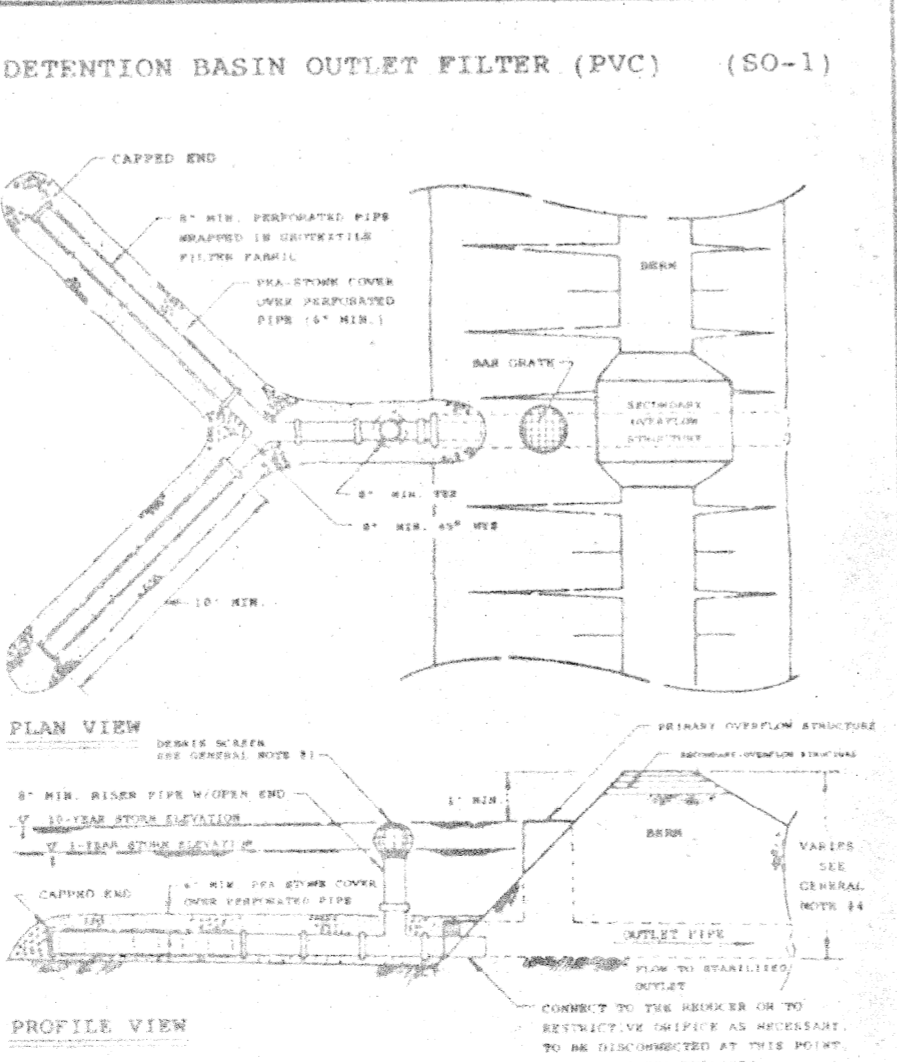 DETENTION BASIN OUTLET FILTER (PVC) (SO-1)
CAPPED END
8" MIN. PERFORATED PIPE
WRAPPED IN GEOTEXTILE
FILTER FABRIC
PEA-STONE COVER
OVER PERFORATED
PIPE (6" MIN.)
BERM
BAR GRATE
SECONDARY
OVERFLOW
STRUCTURE
8" MIN. TEE
8" MIN. 45° WYE
10' MIN.
PLAN VIEW
PRIMARY OVERFLOW STRUCTURE
DEBRIS SCREEN
SEE GENERAL NOTE #1
SECONDARY OVERFLOW STRUCTURE
8" MIN. RISER PIPE W/OPEN END
1' MIN.
10-YEAR STORM ELEVATION
BERM
1-YEAR STORM ELEVATION
VARIES
SEE
GENERAL
NOTE #4
CAPPED END
6" MIN. PEA STONE COVER
OVER PERFORATED PIPE
OUTLET PIPE
FLOW TO STABILIZED
OUTLET
CONNECT TO THE REDUCER OR TO
RESTRICTIVE ORIFICE AS NECESSARY.
TO BE DISCONNECTED AT THIS POINT.
PROFILE VIEW